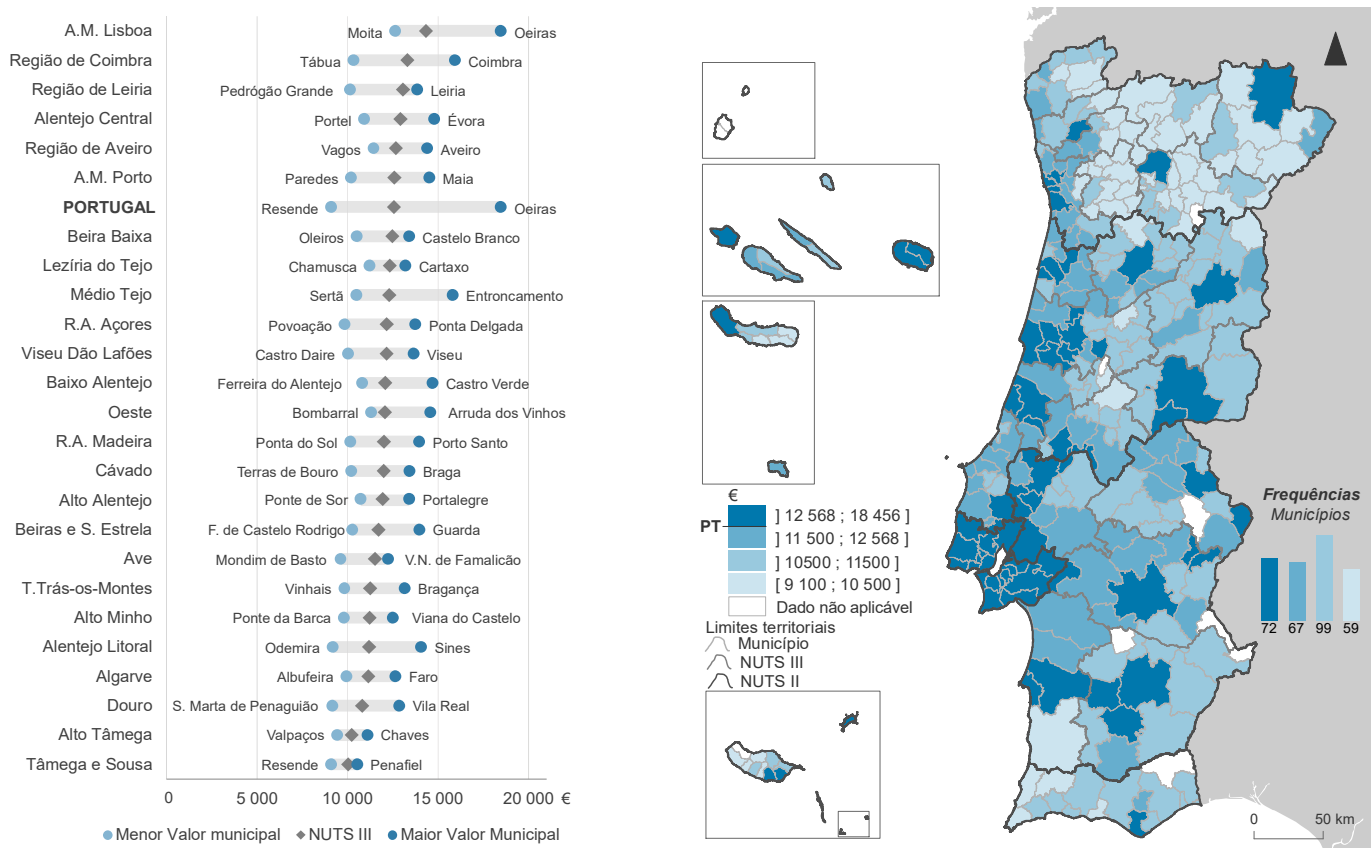 A.M. Lisboa Moita Oeiras
Região de Coimbra Tábua Coimbra
Região de Leiria Pedrógão Grande Leiria
Alentejo Central Portel Évora
Região de Aveiro Vagos Aveiro
A.M. Porto Paredes Maia
PORTUGAL Resende Oeiras
Beira Baixa Oleiros Castelo Branco
Lezíria do Tejo Chamusca Cartaxo
Médio Tejo Sertã Entroncamento
R.A. Açores Povoação Ponta Delgada
Viseu Dão Lafões Castro Daire Viseu
Baixo Alentejo Ferreira do Alentejo Castro Verde
Oeste Bombarral Arruda dos Vinhos
R.A. Madeira Ponta do Sol Porto Santo
Cávado Terras de Bouro Braga
Alto Alentejo Ponte de Sor Portalegre
Beiras e S. Estrela F. de Castelo Rodrigo Guarda
Ave Mondim de Basto V.N. de Famalicão
T.Trás-os-Montes Vinhais Bragança
Alto Minho Ponte da Barca Viana do Castelo
Alentejo Litoral Odemira Sines
Algarve Albufeira Faro
Douro S. Marta de Penaguião Vila Real
Alto Tâmega Valpaços Chaves
Tâmega e Sousa Resende Penafiel
0 5 000 10 000 15 000 20 000 €
Menor Valor municipal NUTS III Maior Valor Municipal
€
PT
] 12 568 ; 18 456 ]
] 11 500 ; 12 568 ]
] 10500 ; 11500 ]
[ 9 100 ; 10 500 ]
Dado não aplicável
Limites territoriais
Município
NUTS III
NUTS II
Frequências
Municípios
72 67 99 59
0 50 km